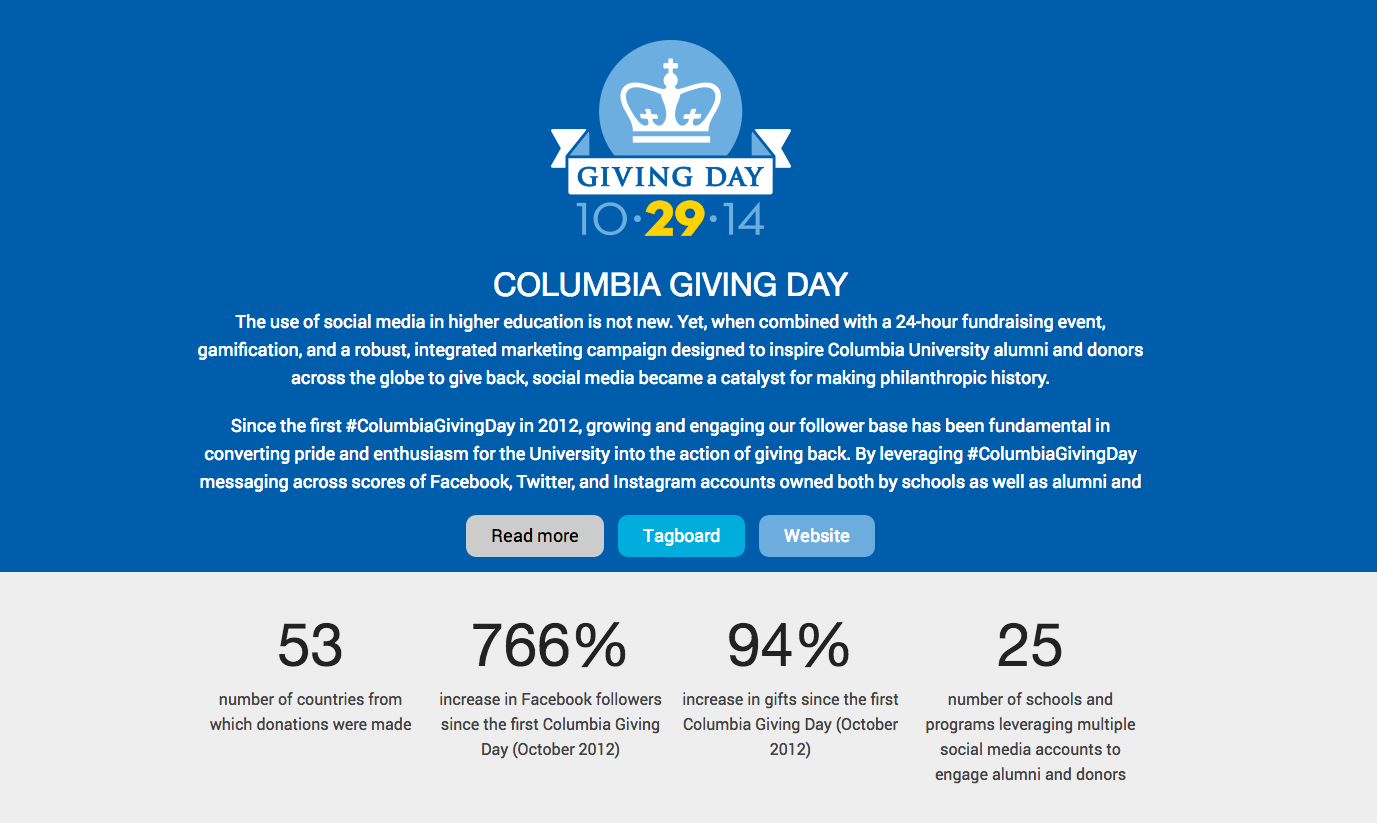 GIVING DAY
10·29·14
COLUMBIA GIVING DAY
The use of social media in higher education is not new. Yet, when combined with a 24-hour fundraising event,
gamification, and a robust, integrated marketing campaign designed to inspire Columbia University alumni and donors
across the globe to give back, social media became a catalyst for making philanthropic history.
Since the first #ColumbiaGivingDay in 2012, growing and engaging our follower base has been fundamental in
converting pride and enthusiasm for the University into the action of giving back. By leveraging #ColumbiaGivingDay
messaging across scores of Facebook, Twitter, and Instagram accounts owned both by schools as well as alumni and
Read more
Tagboard
Website
53
number of countries from
which donations were made
766%
increase in Facebook followers
since the first Columbia Giving
Day (October 2012)
94%
increase in gifts since the first
Columbia Giving Day (October
2012)
25
number of schools and
programs leveraging multiple
social media accounts to
engage alumni and donors